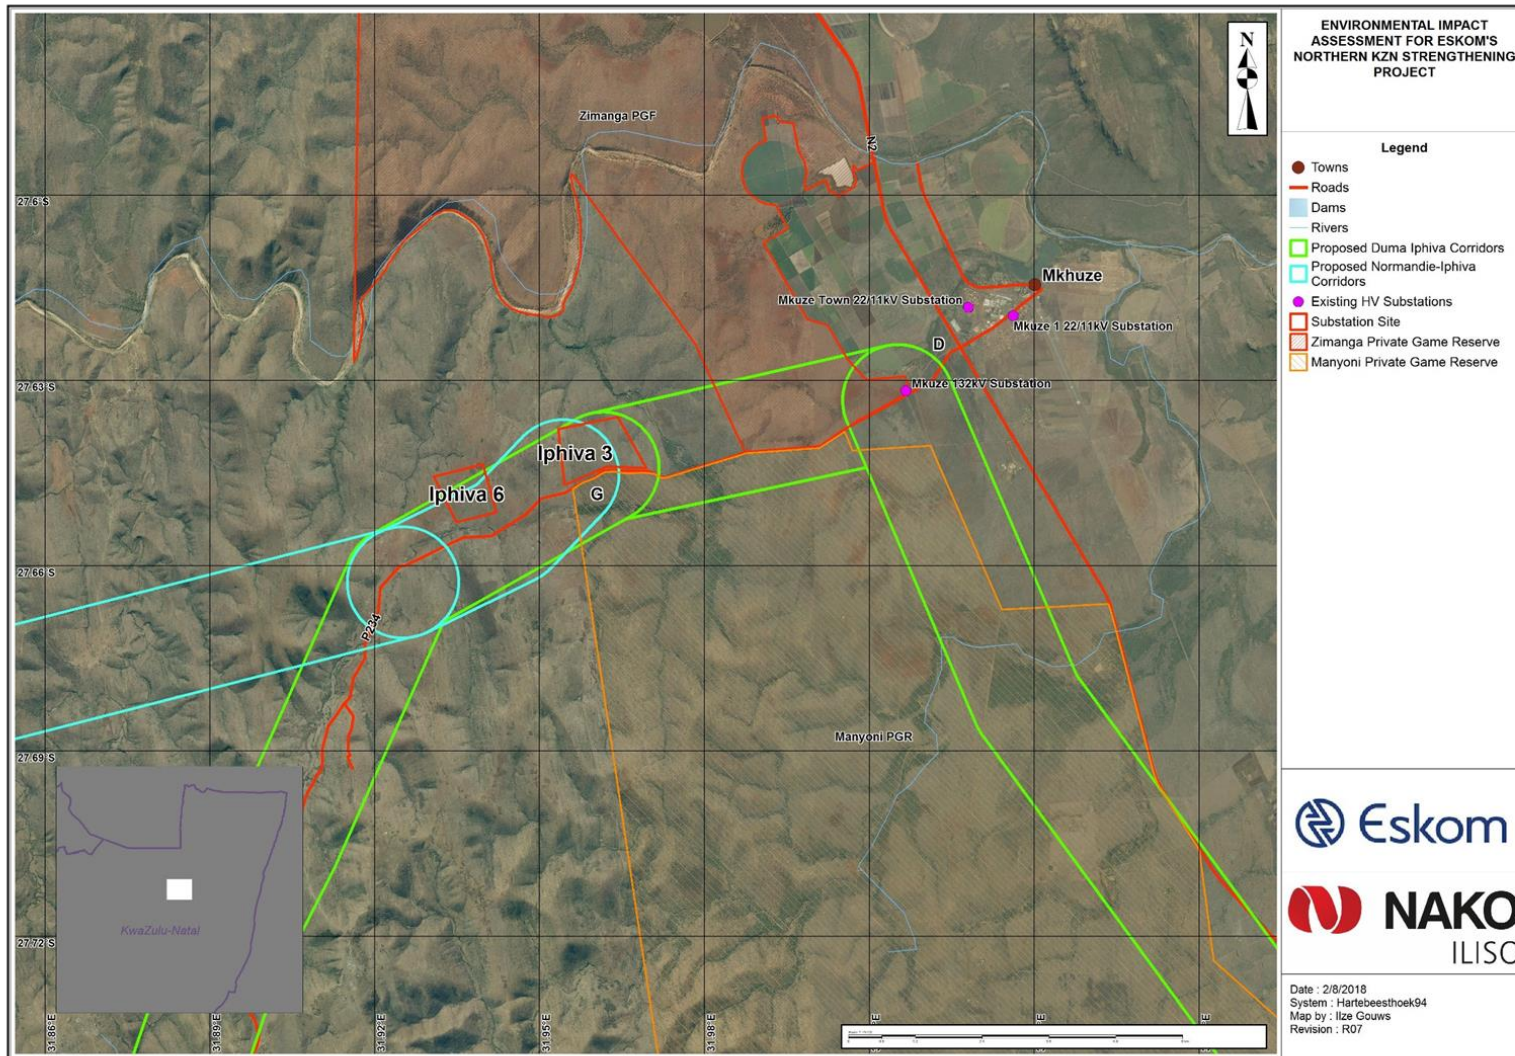 ENVIRONMENTAL IMPACT
ASSESSMENT FOR ESKOM'S
NORTHERN KZN STRENGTHENING
PROJECT
Legend
Towns
Roads
Dams
Rivers
Proposed Duma Iphiva Corridors
Proposed Normandie-Iphiva
Corridors
Existing HV Substations
Substation Site
Zimanga Private Game Reserve
Manyoni Private Game Reserve
N
Zimanga PGF
N2
27.6°S
Mkhuze
Mkuze Town 22/11kV Substation
Mkuze 1 22/11kV Substation
D
27.63°S
Mkuze 132kV Substation
Iphiva 3
Iphiva 6
G
27.66°S
P234
Manyoni PGR
27.69°S
KwaZulu-Natal
27.72°S
31.86°E
31.89°E
31.92°E
31.95°E
31.98°E
Eskom
NAKO
ILISO
Date : 2/8/2018
System : Hartebeesthoek94
Map by : Ilze Gouws
Revision : R07